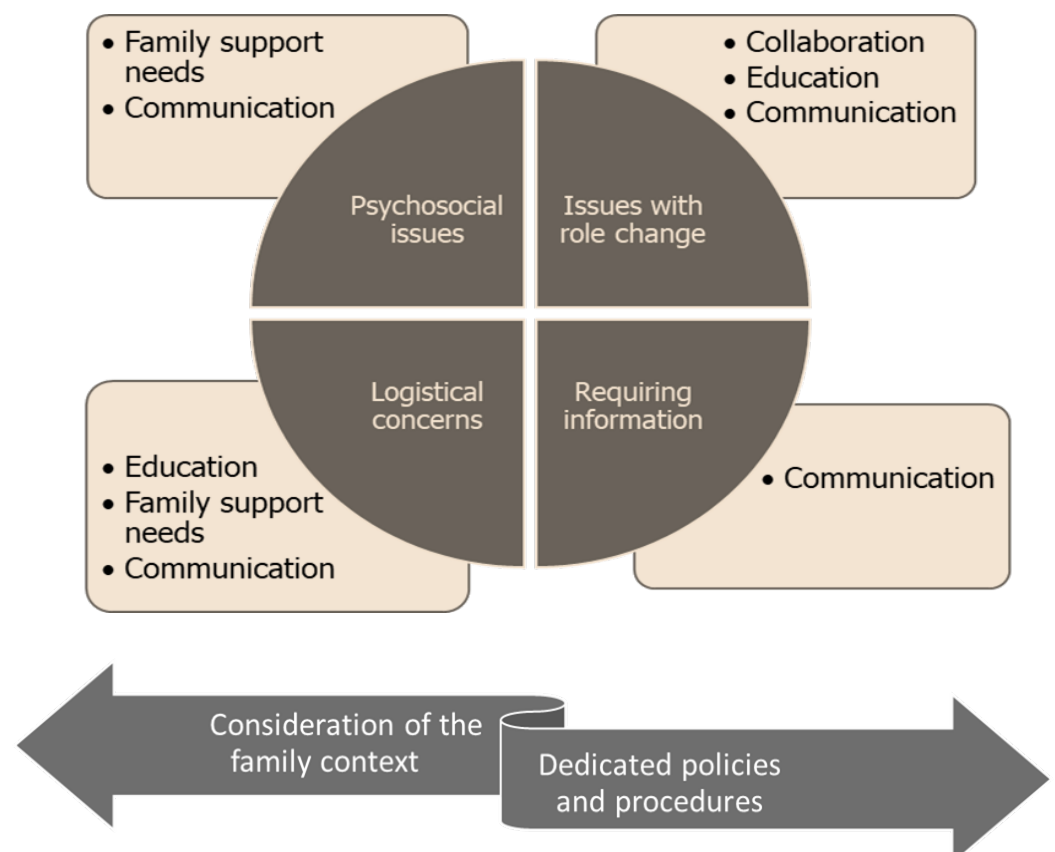 • Family support
needs
• Communication
• Collaboration
• Education
• Communication
Psychosocial
issues
Issues with
role change
Logistical
concerns
Requiring
information
• Education
• Family support
needs
• Communication
• Communication
Consideration of the
family context
Dedicated policies
and procedures